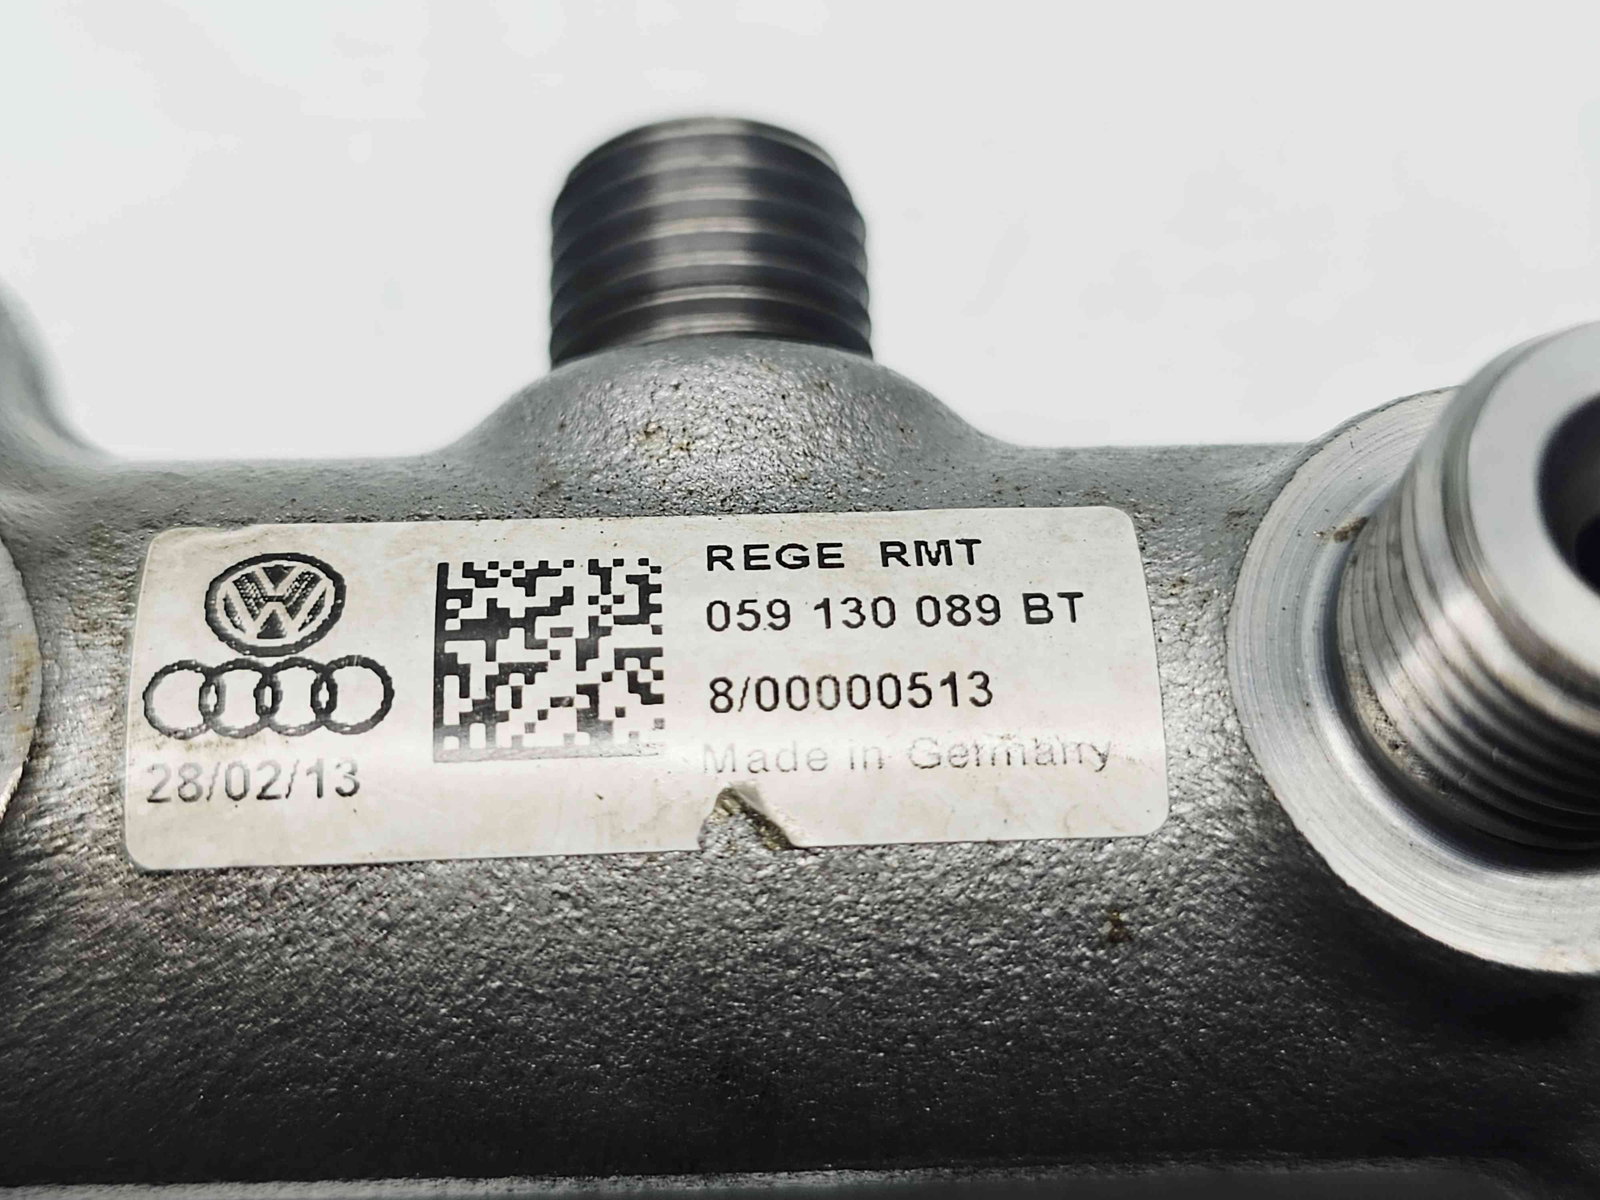 REGE RMT
059 130 089 BT
8/00000513
Made in Germany
28/02/13